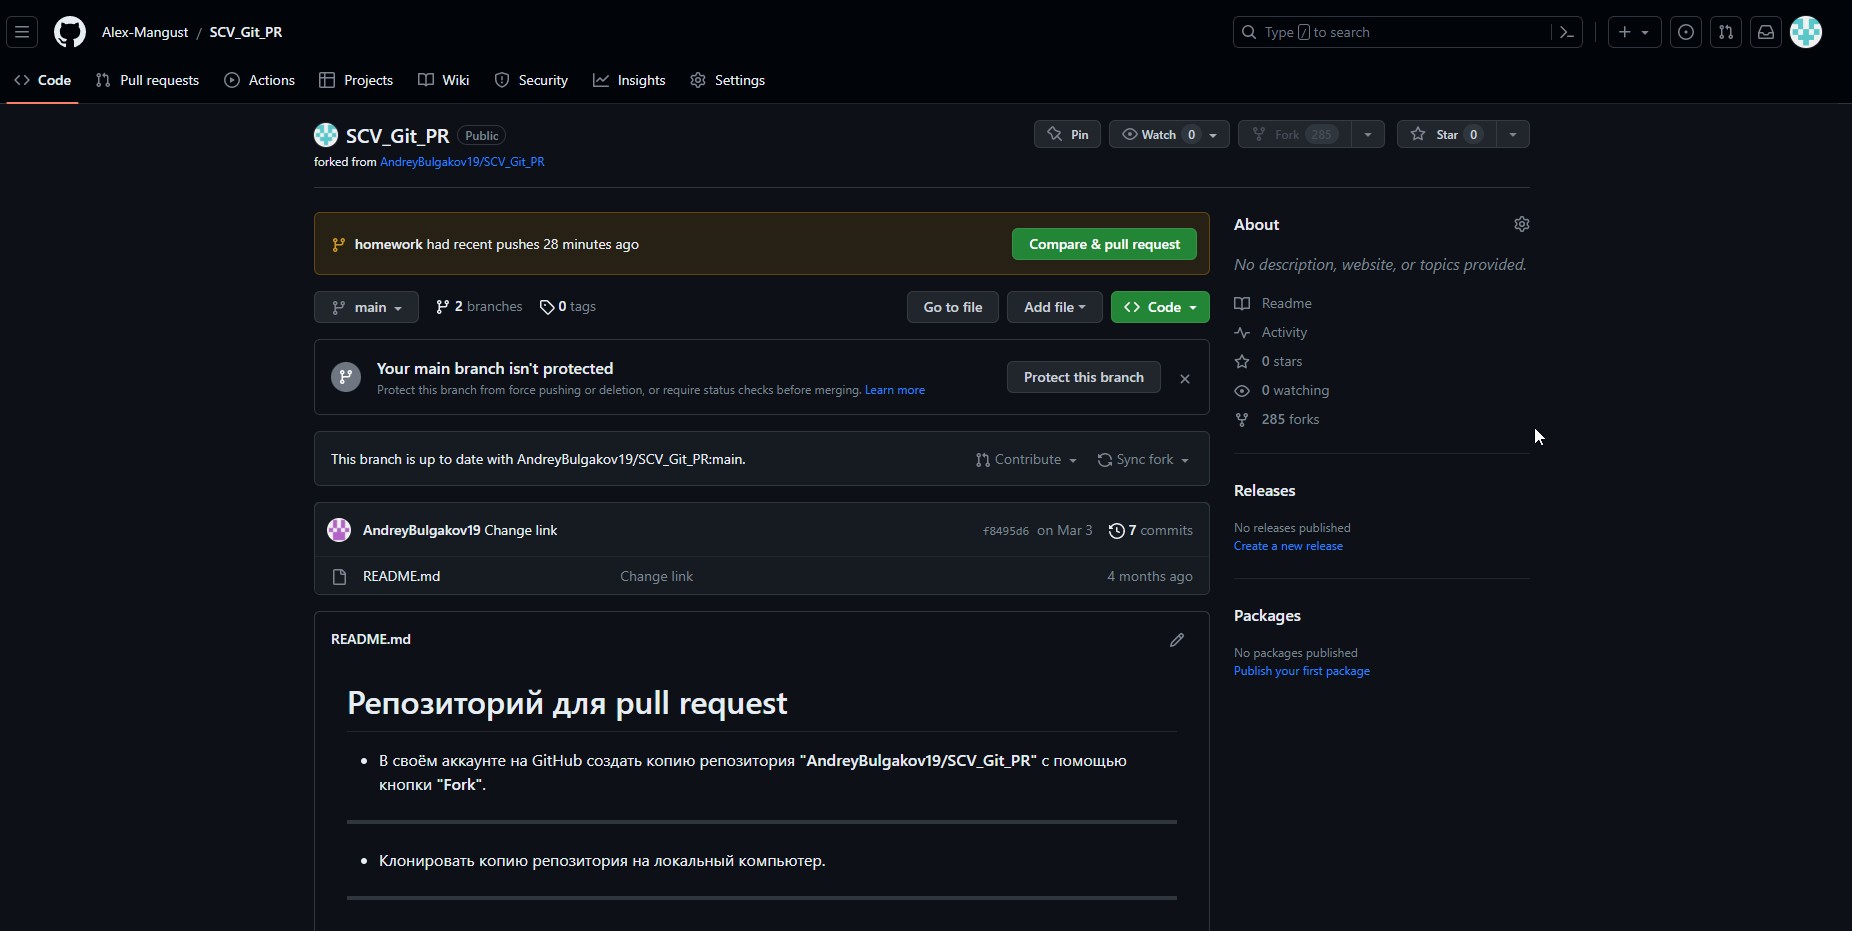 Alex-Mangust / SCV_Git_PR
Type / to search
Code
Pull requests
Actions
Projects
Wiki
Security
Insights
Settings
SCV_Git_PR Public
Pin
Watch 0
Fork 285
Star 0
forked from AndreyBulgakov19/SCV_Git_PR
homework had recent pushes 28 minutes ago
Compare & pull request
main
2 branches
0 tags
Go to file
Add file
Code
Your main branch isn't protected
Protect this branch from force pushing or deletion, or require status checks before merging. Learn more
Protect this branch
This branch is up to date with AndreyBulgakov19/SCV_Git_PR:main.
Contribute
Sync fork
AndreyBulgakov19 Change link
f8495d6 on Mar 3
7 commits
README.md
Change link
4 months ago
README.md
Репозиторий для pull request
В своём аккаунте на GitHub создать копию репозитория "AndreyBulgakov19/SCV_Git_PR" с помощью
кнопки "Fork".
Клонировать копию репозитория на локальный компьютер.
About
No description, website, or topics provided.
Readme
Activity
0 stars
0 watching
285 forks
Releases
No releases published
Create a new release
Packages
No packages published
Publish your first package